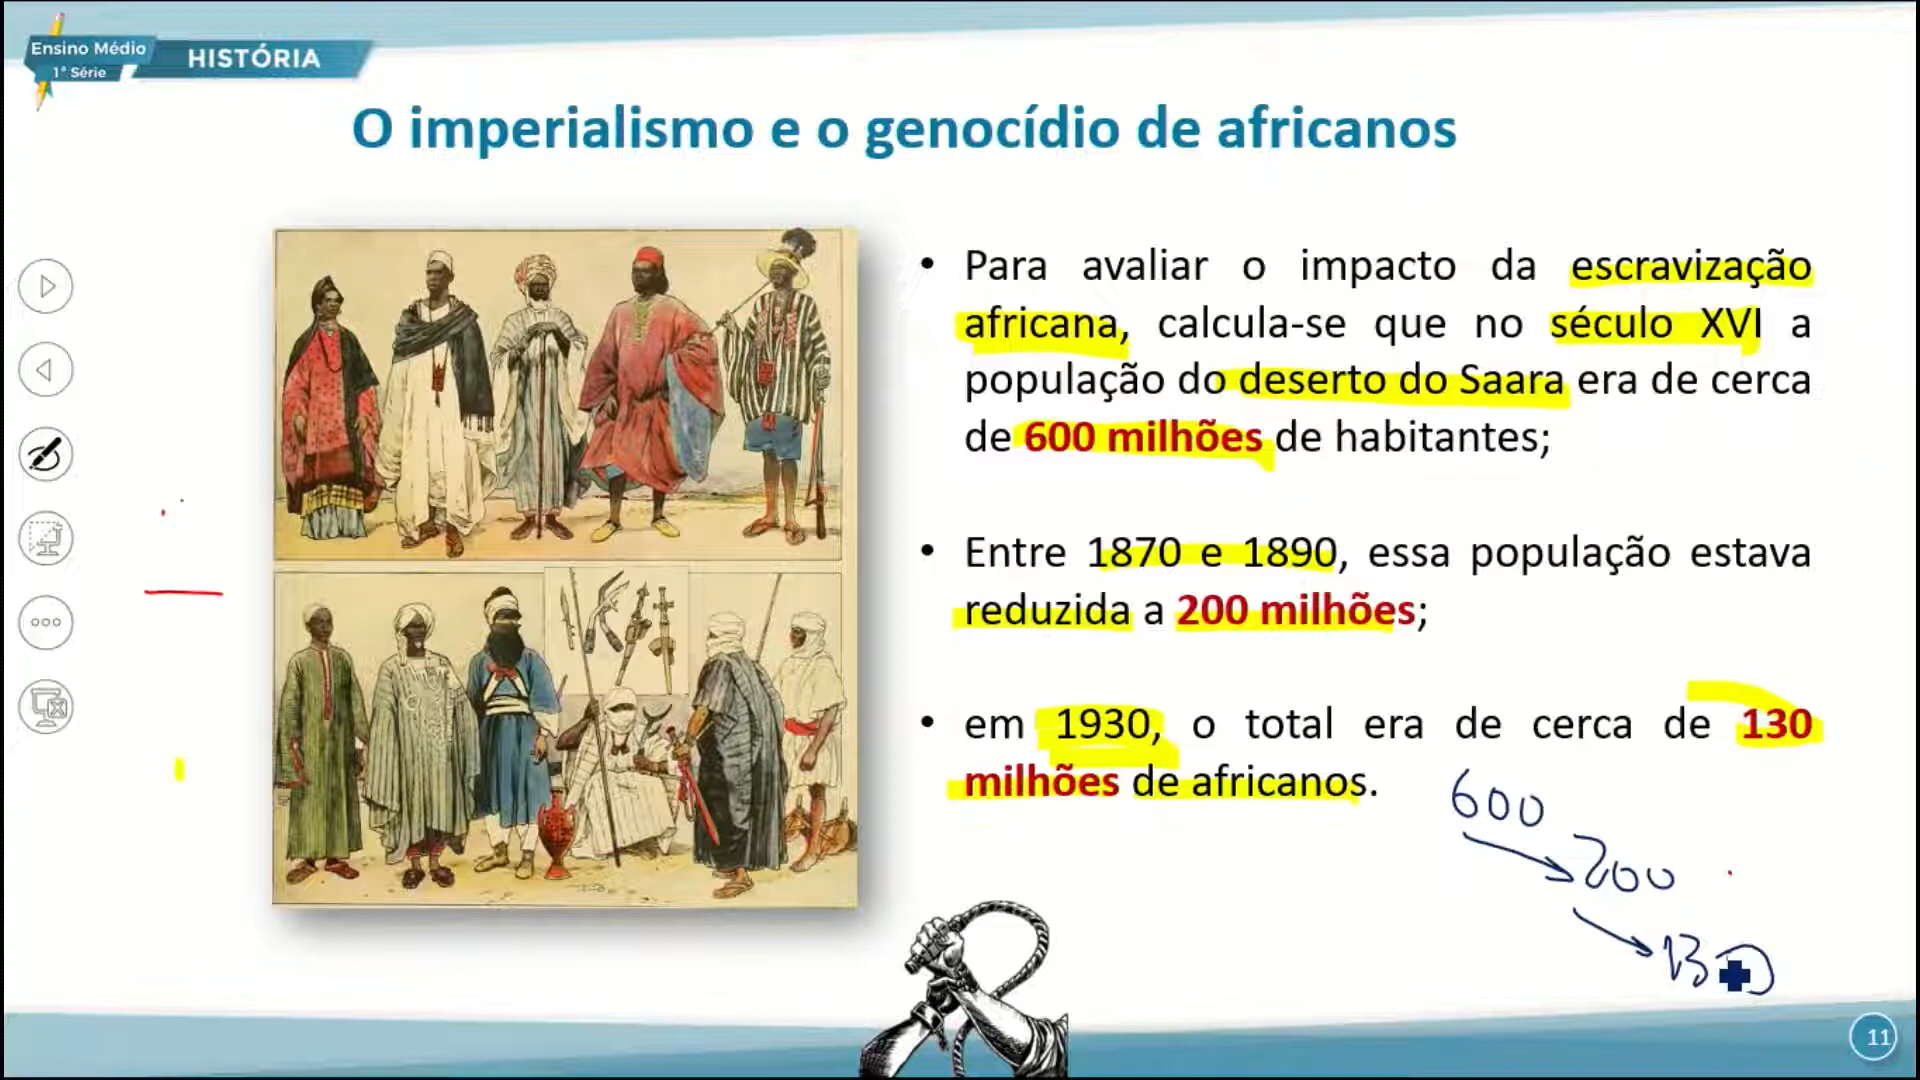 Ensino Médio
1ª Série
HISTÓRIA
O imperialismo e o genocídio de africanos
• Para avaliar o impacto da escravização
africana, calcula-se que no século XVI a
população do deserto do Saara era de cerca
de 600 milhões de habitantes;
• Entre 1870 e 1890, essa população estava
reduzida a 200 milhões;
• em 1930, o total era de cerca de 130
milhões de africanos.
600
200
130
11